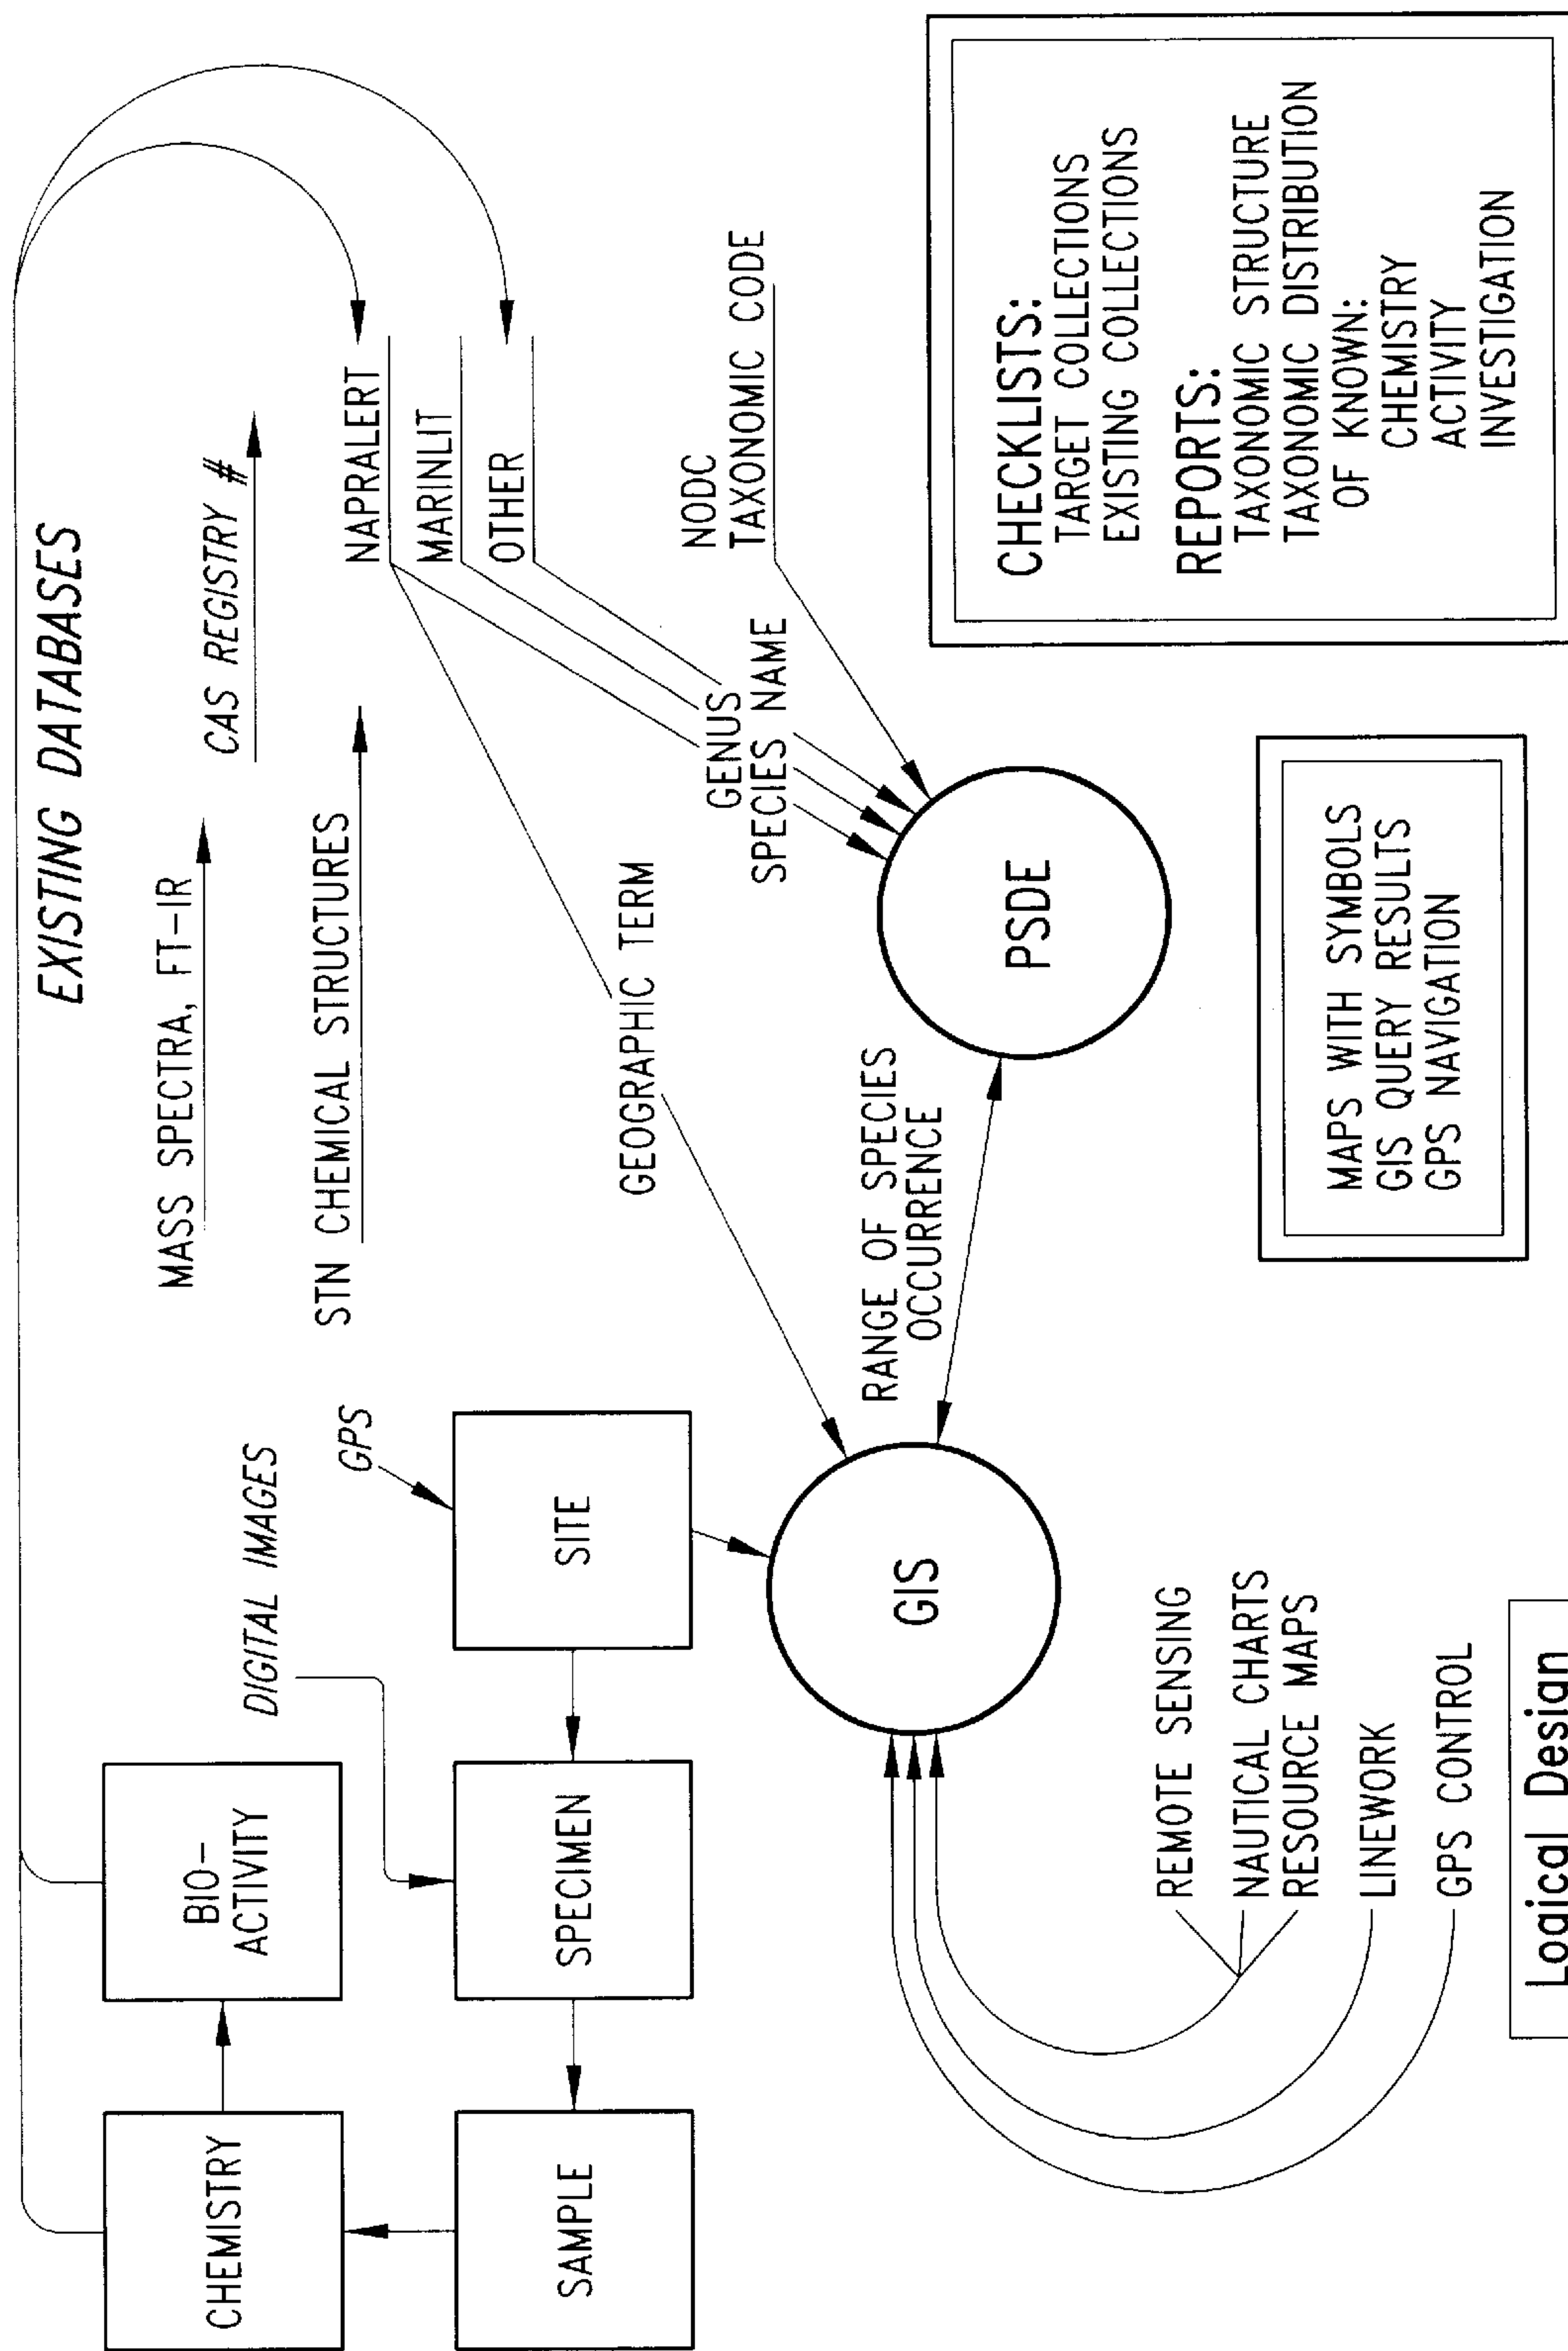 EXISTING DATABASES
MASS SPECTRA, FT-IR
CAS REGISTRY #
STN CHEMICAL STRUCTURES
CHEMISTRY
BIO-
ACTIVITY
DIGITAL IMAGES
GPS
SAMPLE
SPECIMEN
SITE
NAPRALERT
MARINLIT
OTHER
GEOGRAPHIC TERM
GENUS
SPECIES NAME
NODC
TAXONOMIC CODE
RANGE OF SPECIES
OCCURRENCE
GIS
PSDE
REMOTE SENSING
NAUTICAL CHARTS
RESOURCE MAPS
LINEWORK
GPS CONTROL
MAPS WITH SYMBOLS
GIS QUERY RESULTS
GPS NAVIGATION
CHECKLISTS:
TARGET COLLECTIONS
EXISTING COLLECTIONS
REPORTS:
TAXONOMIC STRUCTURE
TAXONOMIC DISTRIBUTION
OF KNOWN:
CHEMISTRY
ACTIVITY
INVESTIGATION
Logical Design